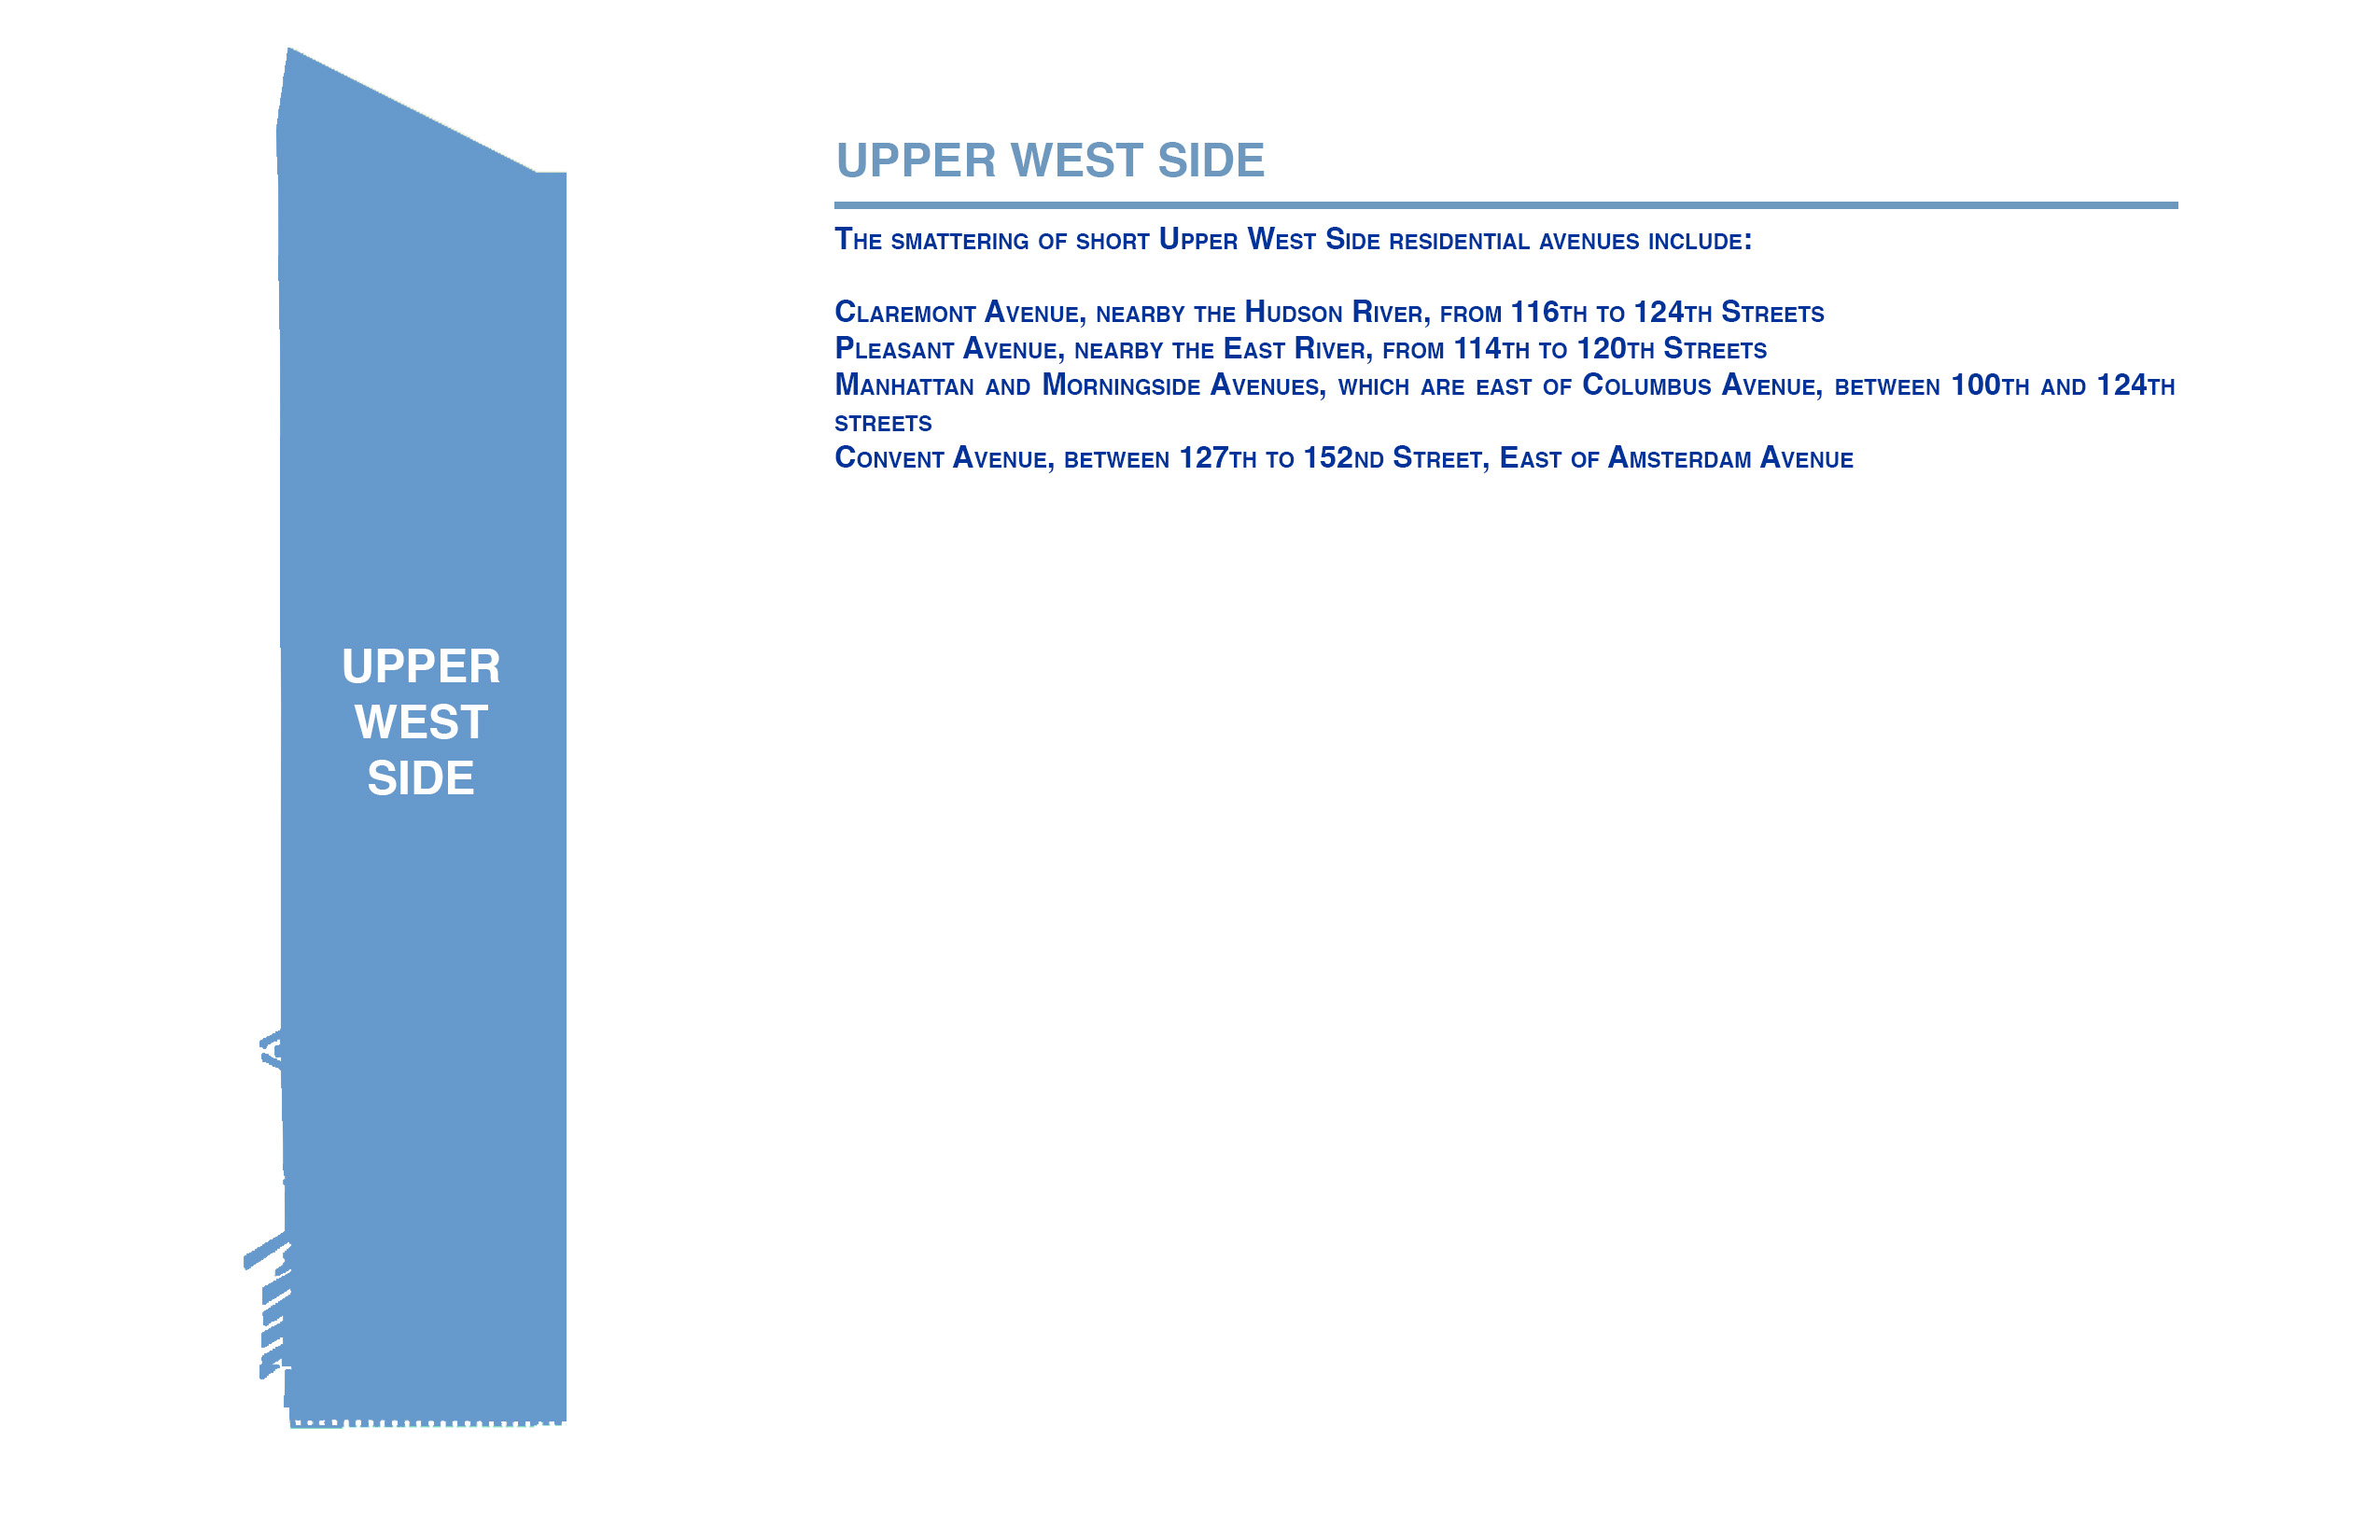 UPPER WEST SIDE
The smattering of short Upper West Side residential avenues include:
Claremont Avenue, nearby the Hudson River, from 116th to 124th Streets
Pleasant Avenue, nearby the East River, from 114th to 120th Streets
Manhattan and Morningside Avenues, which are east of Columbus Avenue, between 100th and 124th
streets
Convent Avenue, between 127th to 152nd Street, East of Amsterdam Avenue
UPPER
WEST
SIDE